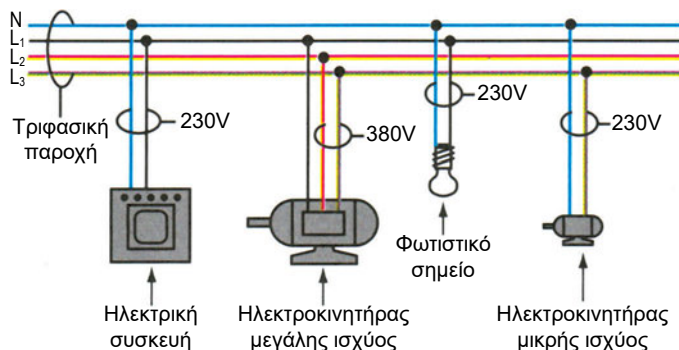 N
L₁
L₂
L₃
Τριφασική
παροχή
230V
380V
230V
230V
Φωτιστικό
σημείο
Ηλεκτρική
συσκευή
Ηλεκτροκινητήρας
μεγάλης ισχύος
Ηλεκτροκινητήρας
μικρής ισχύος